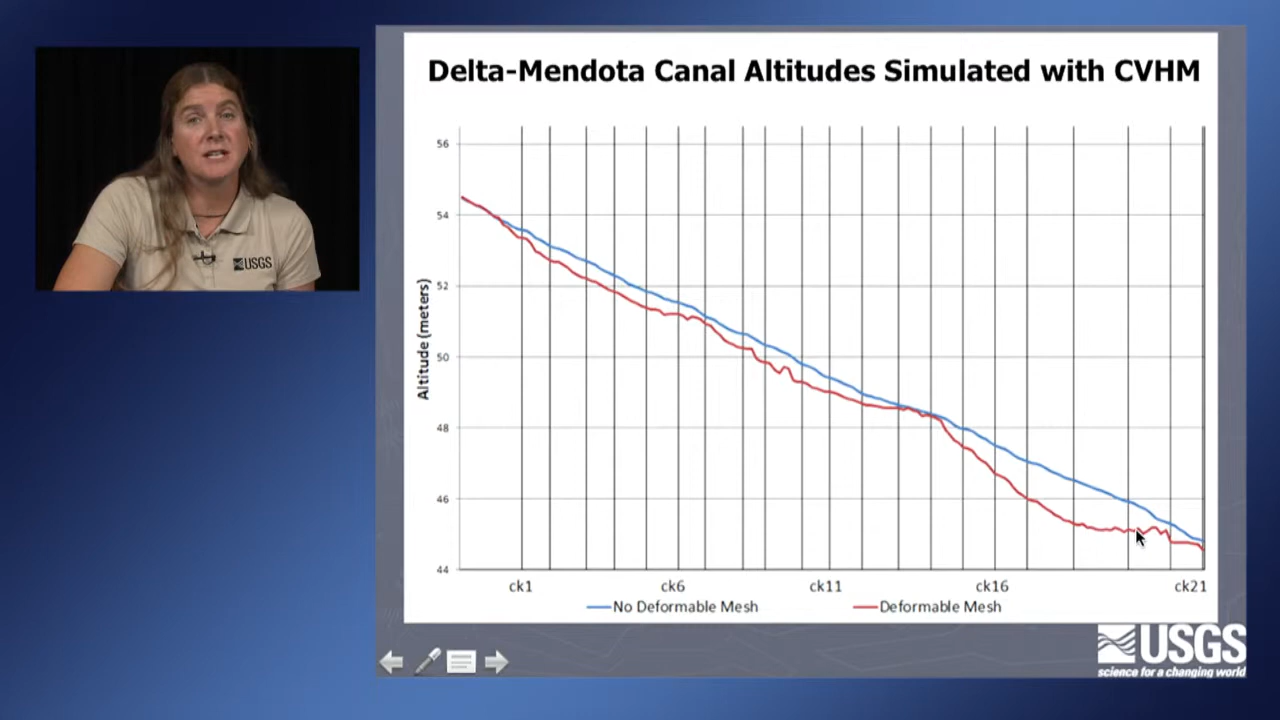 Delta-Mendota Canal Altitudes Simulated with CVHM
Altitude (meters)
56
54
52
50
48
46
44
ck1 ck6 ck11 ck16 ck21
No Deformable Mesh Deformable Mesh
USGS
USGS
science for a changing world